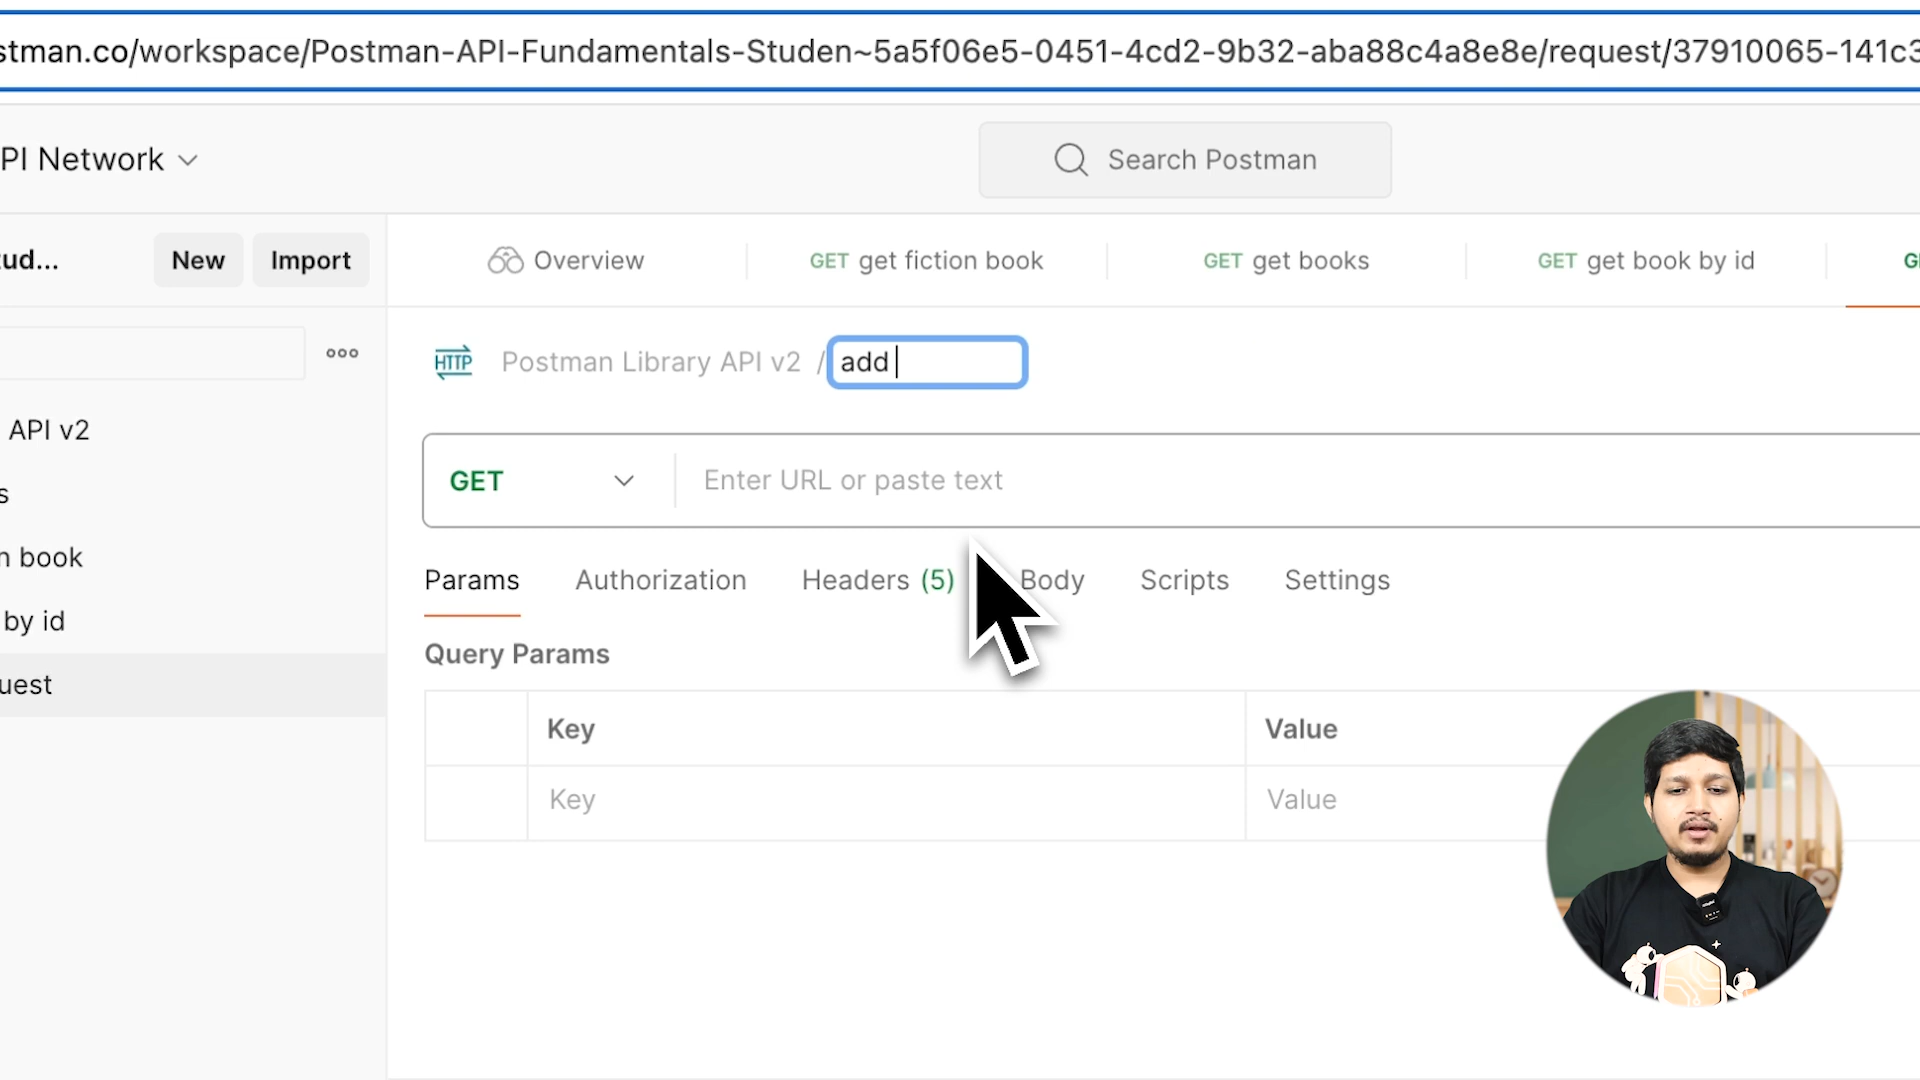 stman.co/workspace/Postman-API-Fundamentals-Studen~5a5f06e5-0451-4cd2-9b32-aba88c4a8e8e/request/37910065-141c3
PI Network
Search Postman
tud...
New
Import
Overview
GET get fiction book
GET get books
GET get book by id
HTTP
Postman Library API v2 / add
API v2
s
n book
by id
uest
GET
Enter URL or paste text
Params
Authorization
Headers (5)
Body
Scripts
Settings
Query Params
Key
Value
Key
Value